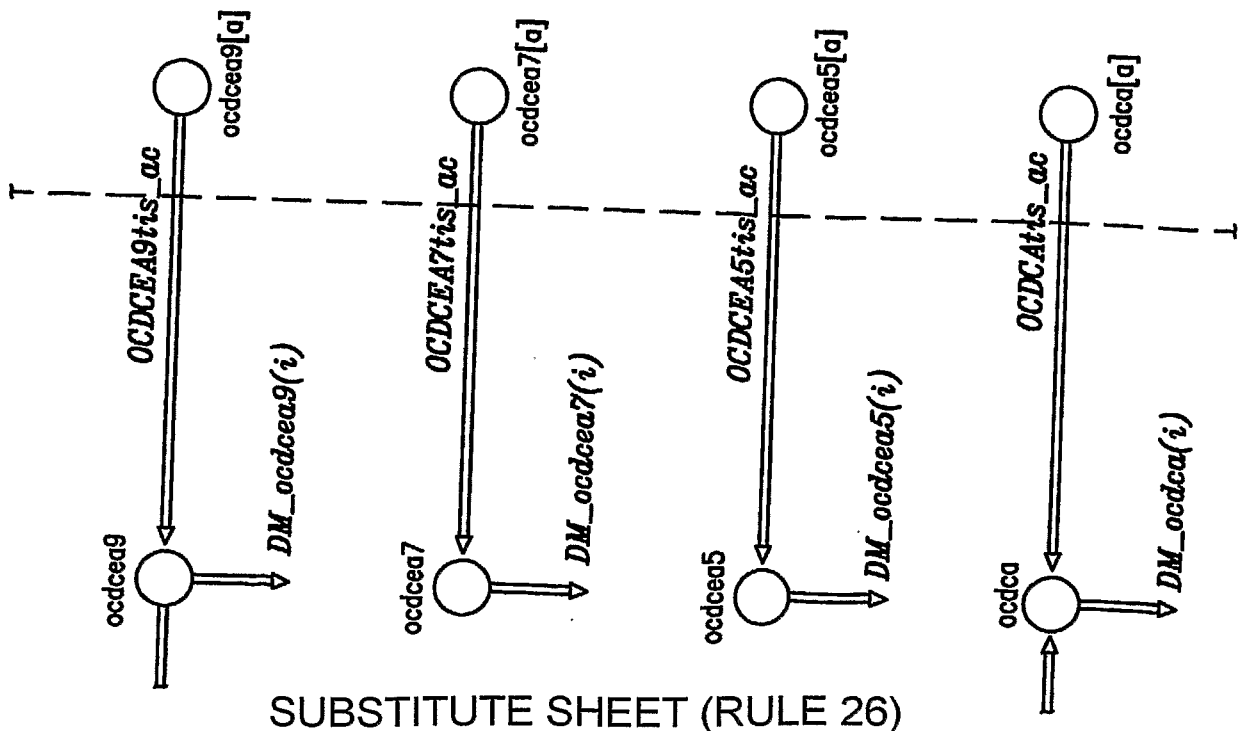 ocdcea9[a]
OCDCEA9tis_ac
DM_ocdcea9(i)
ocdcea9
ocdcea7[a]
OCDCEA7tis_ac
DM_ocdcea7(i)
ocdcea7
ocdcea5[a]
OCDCEA5tis_ac
DM_ocdcea5(i)
ocdcea5
ocdca[a]
OCDCAtis_ac
DM_ocdca(i)
ocdca
SUBSTITUTE SHEET (RULE 26)